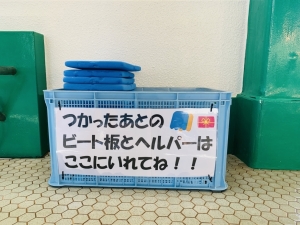 つかったあとの
ビート板とヘルパーは
ここにいれてね！！